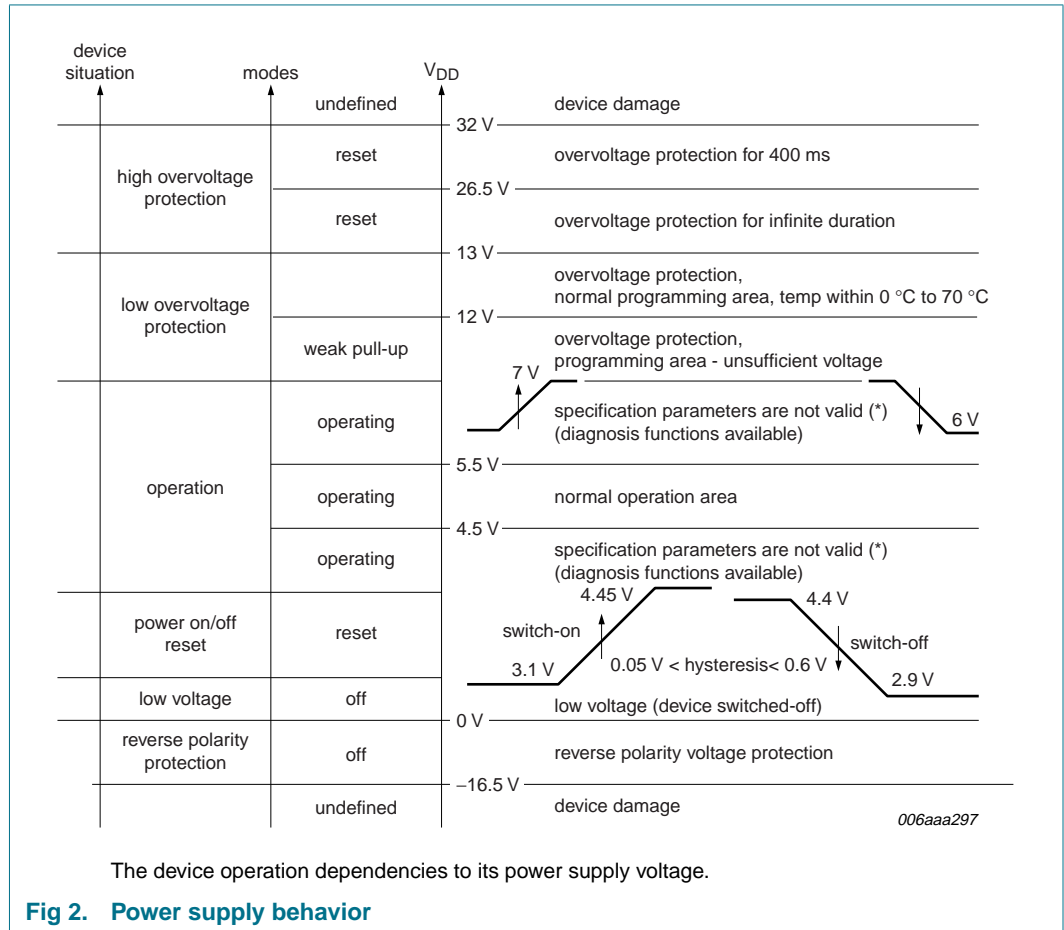 device
situation
modes
VDD
undefined
device damage
32 V
reset
overvoltage protection for 400 ms
high overvoltage
protection
26.5 V
reset
overvoltage protection for infinite duration
13 V
overvoltage protection,
normal programming area, temp within 0 °C to 70 °C
low overvoltage
protection
12 V
weak pull-up
overvoltage protection,
programming area - unsufficient voltage
7 V
operating
specification parameters are not valid (*)
(diagnosis functions available)
6 V
5.5 V
operation
operating
normal operation area
4.5 V
operating
specification parameters are not valid (*)
(diagnosis functions available)
4.45 V
4.4 V
power on/off
reset
reset
switch-on
switch-off
0.05 V < hysteresis< 0.6 V
3.1 V
2.9 V
low voltage
off
low voltage (device switched-off)
0 V
reverse polarity
protection
off
reverse polarity voltage protection
−16.5 V
undefined
device damage
006aaa297
The device operation dependencies to its power supply voltage.
Fig 2. Power supply behavior